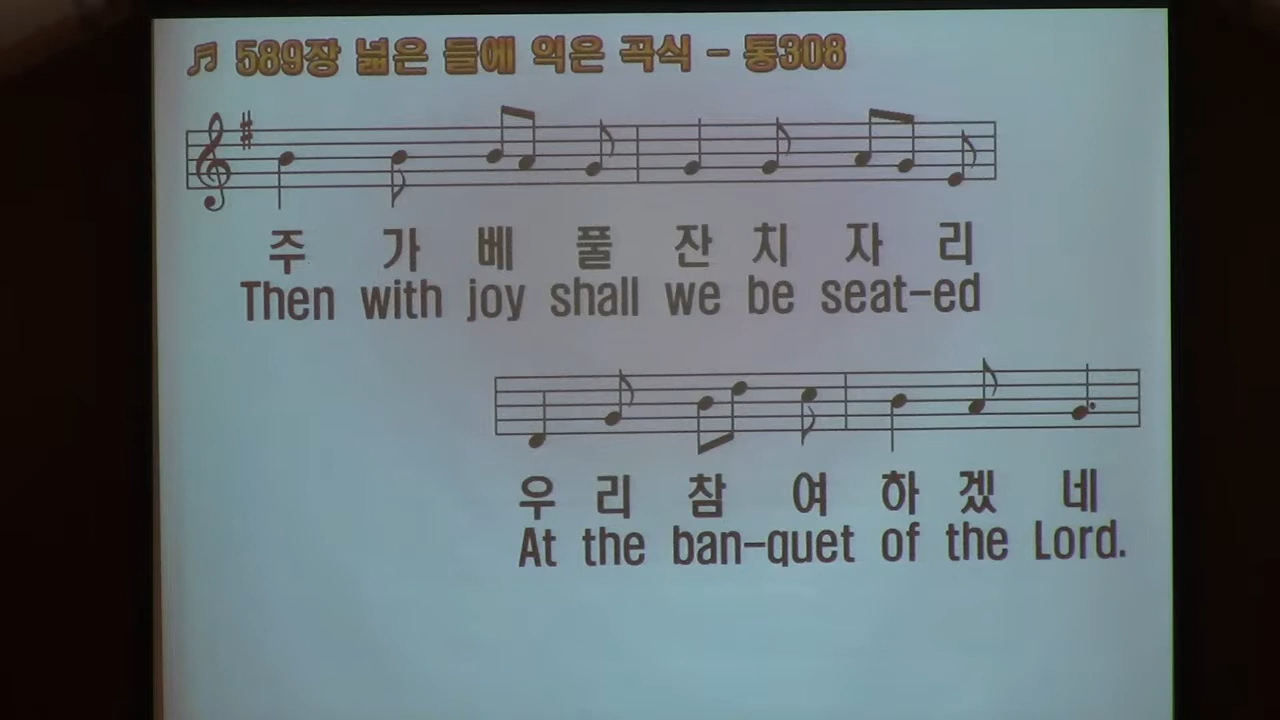 ♬ 589장 넓은 들에 익은 곡식 - 통308
주 가 베 풀 잔 치 자 리
Then with joy shall we be seat-ed
우 리 참 여 하 겠 네
At the ban-quet of the Lord.